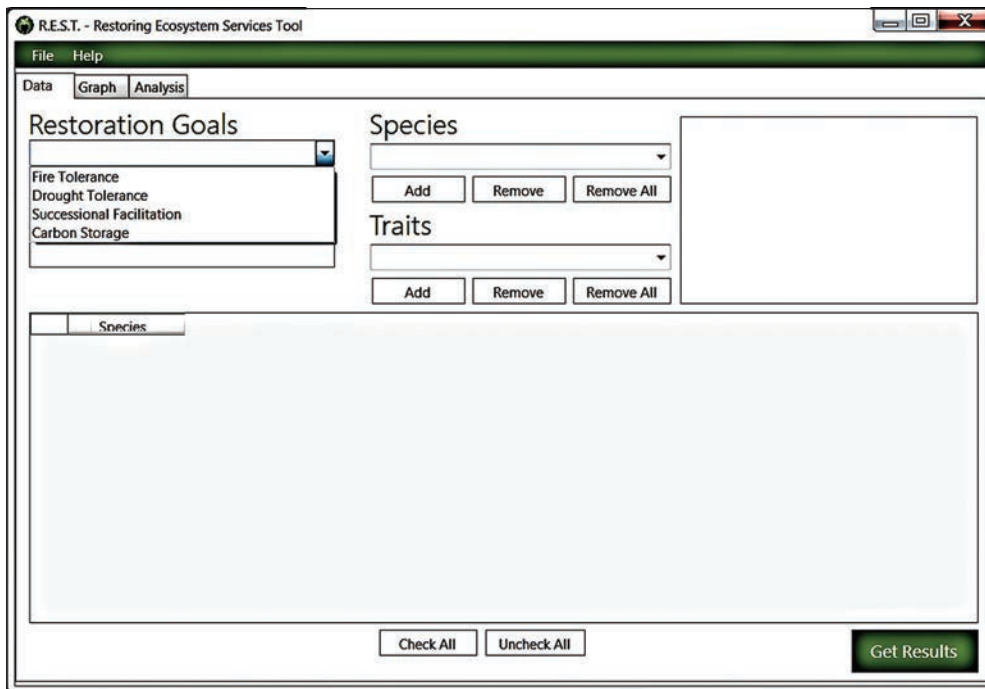 R.E.S.T. - Restoring Ecosystem Services Tool
File Help
Data Graph Analysis
Restoration Goals
Fire Tolerance
Drought Tolerance
Successional Facilitation
Carbon Storage
Species
Add Remove Remove All
Traits
Add Remove Remove All
Species
Check All Uncheck All
Get Results